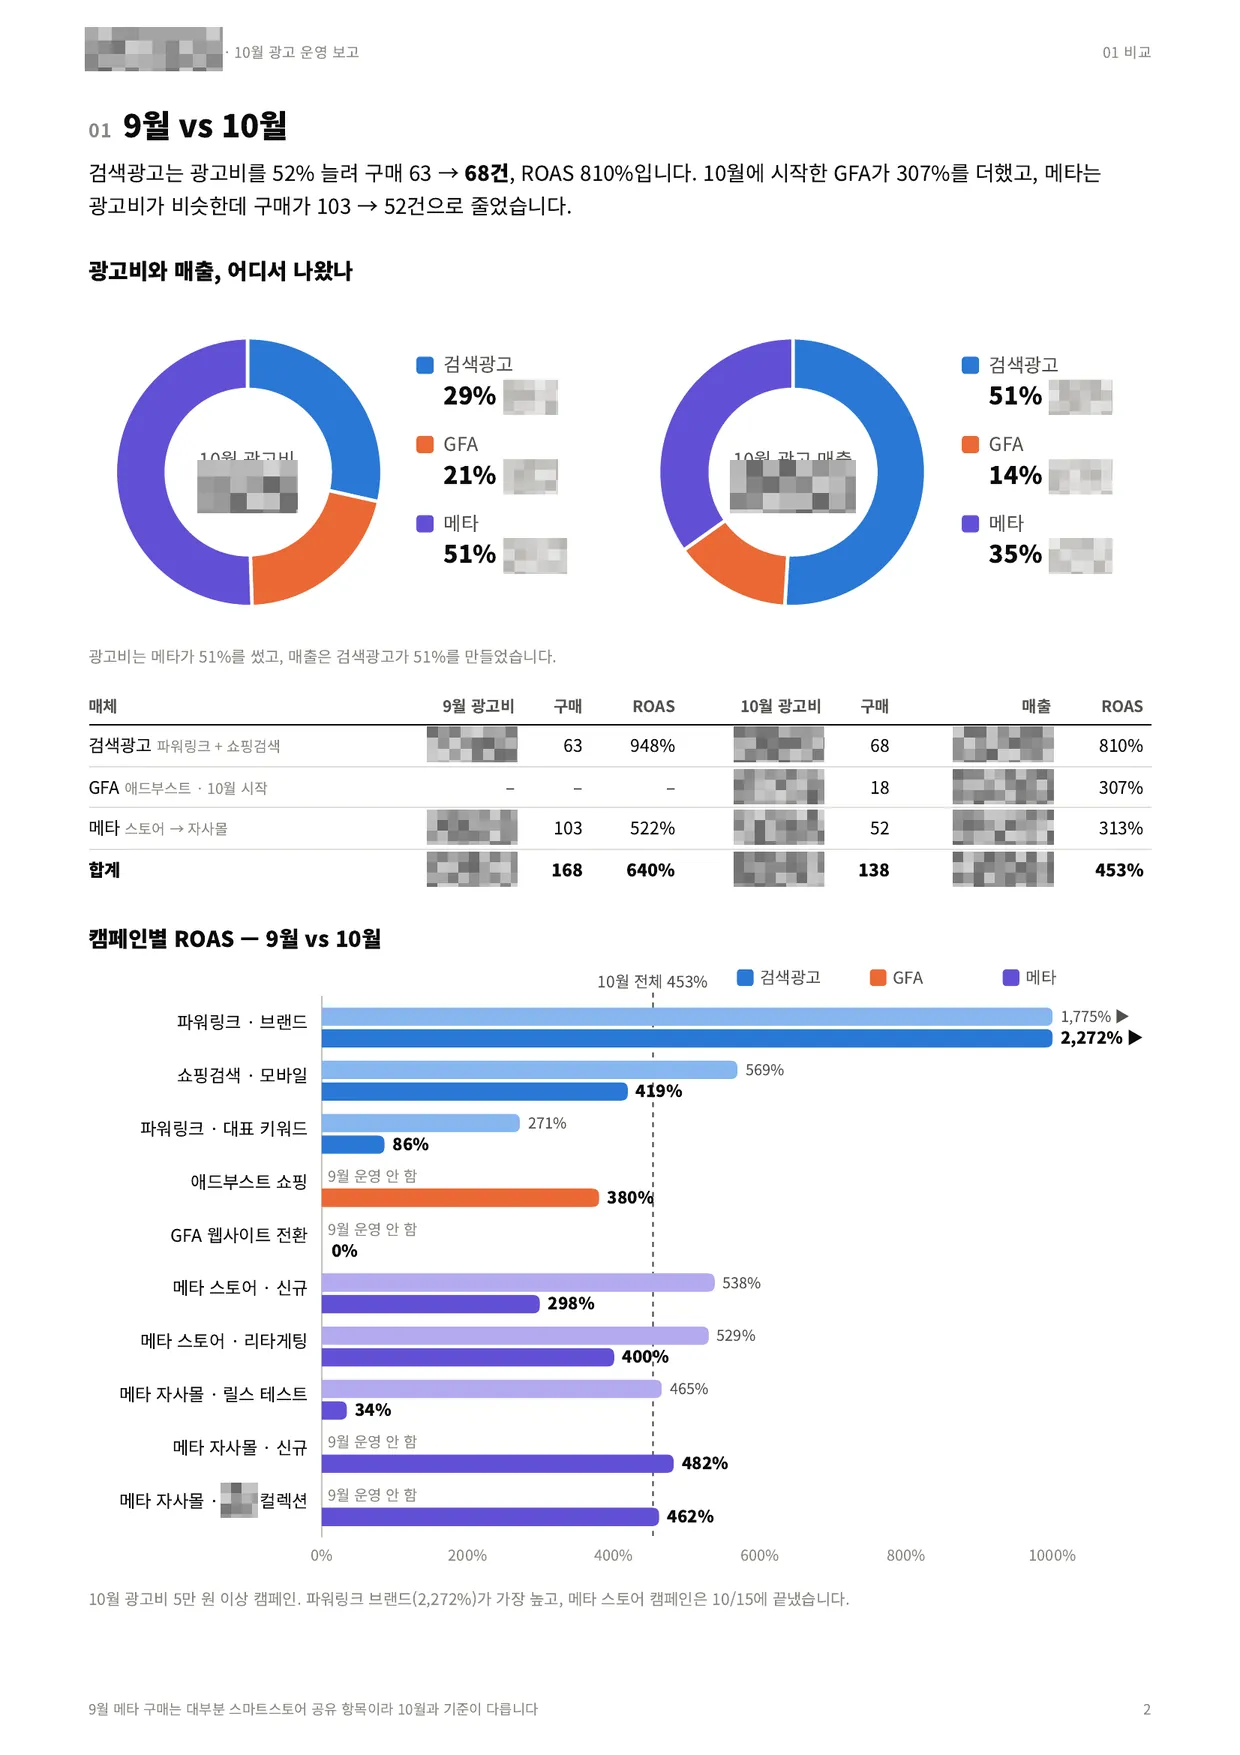 · 10월 광고 운영 보고
01 비교
01 9월 vs 10월
검색광고는 광고비를 52% 늘려 구매 63 → 68건, ROAS 810%입니다. 10월에 시작한 GFA가 307%를 더했고, 메타는
광고비가 비슷한데 구매가 103 → 52건으로 줄었습니다.
광고비와 매출, 어디서 나왔나
10월 광고비
검색광고
29%
GFA
21%
메타
51%
10월 광고 매출
검색광고
51%
GFA
14%
메타
35%
광고비는 메타가 51%를 썼고, 매출은 검색광고가 51%를 만들었습니다.
매체 9월 광고비 구매 ROAS 10월 광고비 구매 매출 ROAS
검색광고 파워링크 + 쇼핑검색 63 948% 68 810%
GFA 애드부스트 · 10월 시작 – – – 18 307%
메타 스토어 → 자사몰 103 522% 52 313%
합계 168 640% 138 453%
캠페인별 ROAS — 9월 vs 10월
10월 전체 453% 검색광고 GFA 메타
파워링크 · 브랜드 1,775% ▶
2,272% ▶
쇼핑검색 · 모바일 569%
419%
파워링크 · 대표 키워드 271%
86%
애드부스트 쇼핑 9월 운영 안 함
380%
GFA 웹사이트 전환 9월 운영 안 함
0%
메타 스토어 · 신규 538%
298%
메타 스토어 · 리타게팅 529%
400%
메타 자사몰 · 릴스 테스트 465%
34%
메타 자사몰 · 신규 9월 운영 안 함
482%
메타 자사몰 · 컬렉션 9월 운영 안 함
462%
0% 200% 400% 600% 800% 1000%
10월 광고비 5만 원 이상 캠페인. 파워링크 브랜드(2,272%)가 가장 높고, 메타 스토어 캠페인은 10/15에 끝냈습니다.
9월 메타 구매는 대부분 스마트스토어 공유 항목이라 10월과 기준이 다릅니다
2